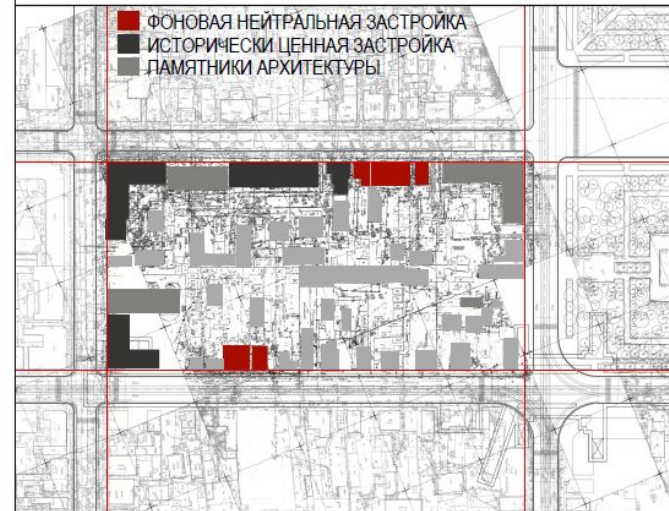 ФОНОВАЯ НЕЙТРАЛЬНАЯ ЗАСТРОЙКА
ИСТОРИЧЕСКИ ЦЕННАЯ ЗАСТРОЙКА
ПАМЯТНИКИ АРХИТЕКТУРЫ